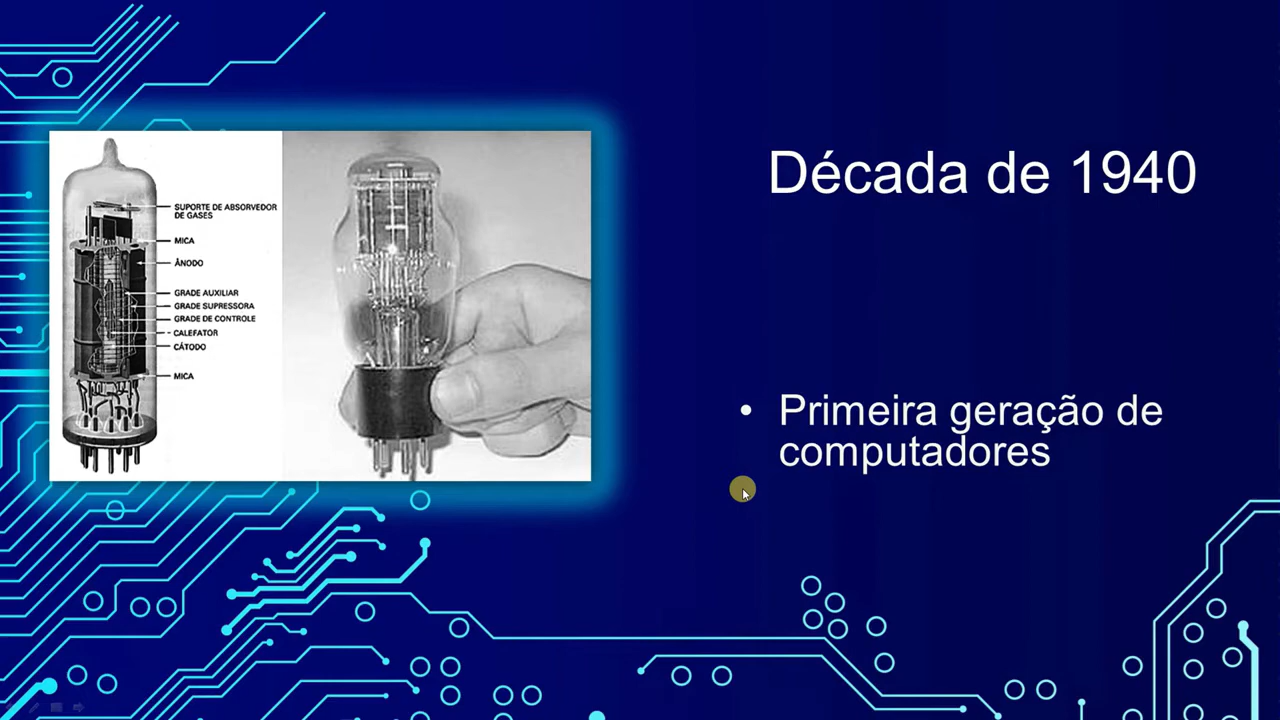 SUPORTE DE ABSORVEDOR
DE GASES
MICA
ÂNODO
GRADE AUXILIAR
GRADE SUPRESSORA
GRADE DE CONTROLE
CALEFATOR
CÁTODO
MICA
Década de 1940
• Primeira geração de
computadores